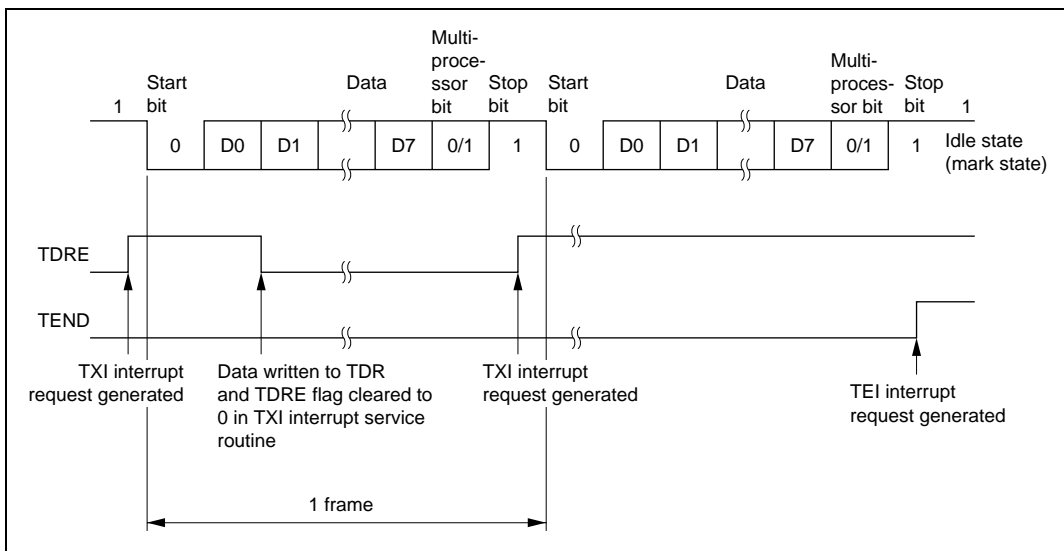 1
Start
bit
Data
Multi-
proce-
ssor
bit
Stop
bit
Start
bit
Data
Multi-
proces-
sor bit
Stop
bit
1
0
D0
D1
D7
0/1
1
0
D0
D1
D7
0/1
1
Idle state
(mark state)
TDRE
TEND
TXI interrupt
request generated
Data written to TDR
and TDRE flag cleared to
0 in TXI interrupt service
routine
TXI interrupt
request generated
TEI interrupt
request generated
1 frame